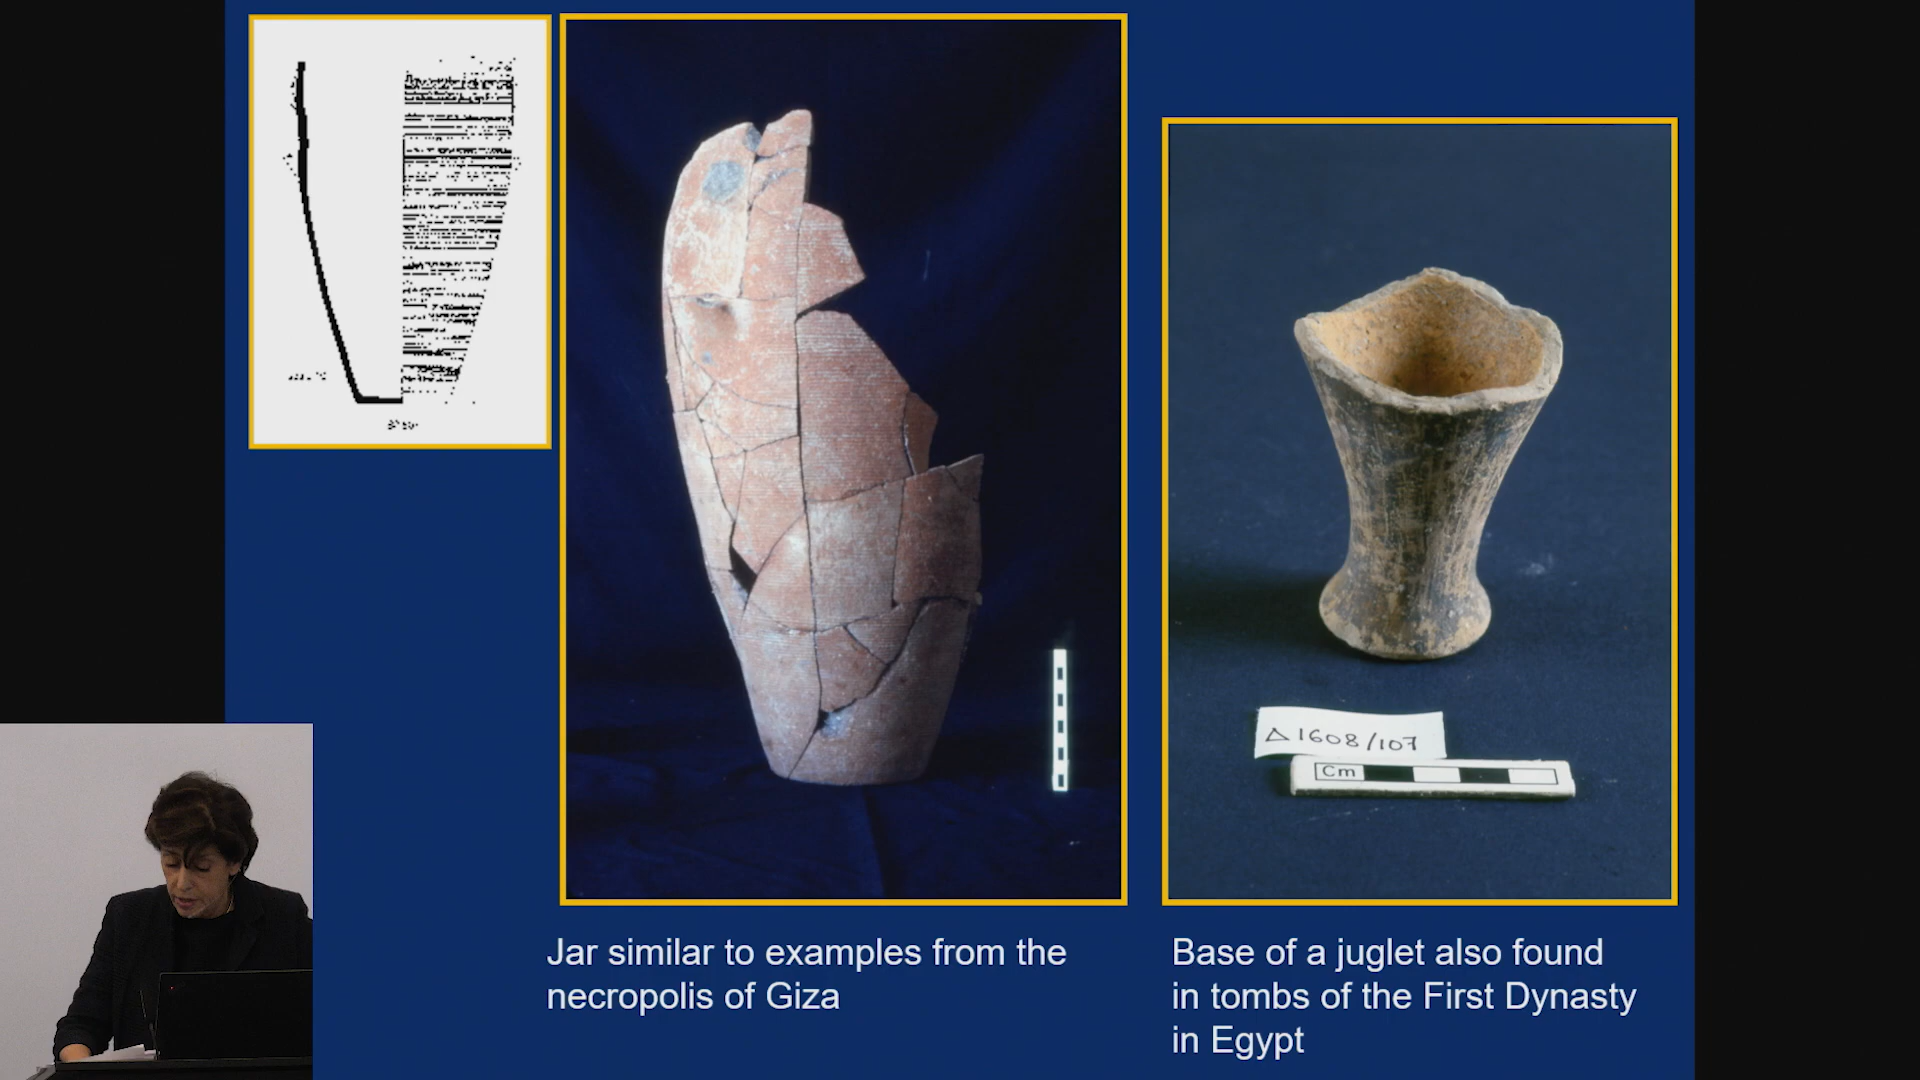 Jar similar to examples from the
necropolis of Giza
Δ1608/107
Cm
Base of a juglet also found
in tombs of the First Dynasty
in Egypt